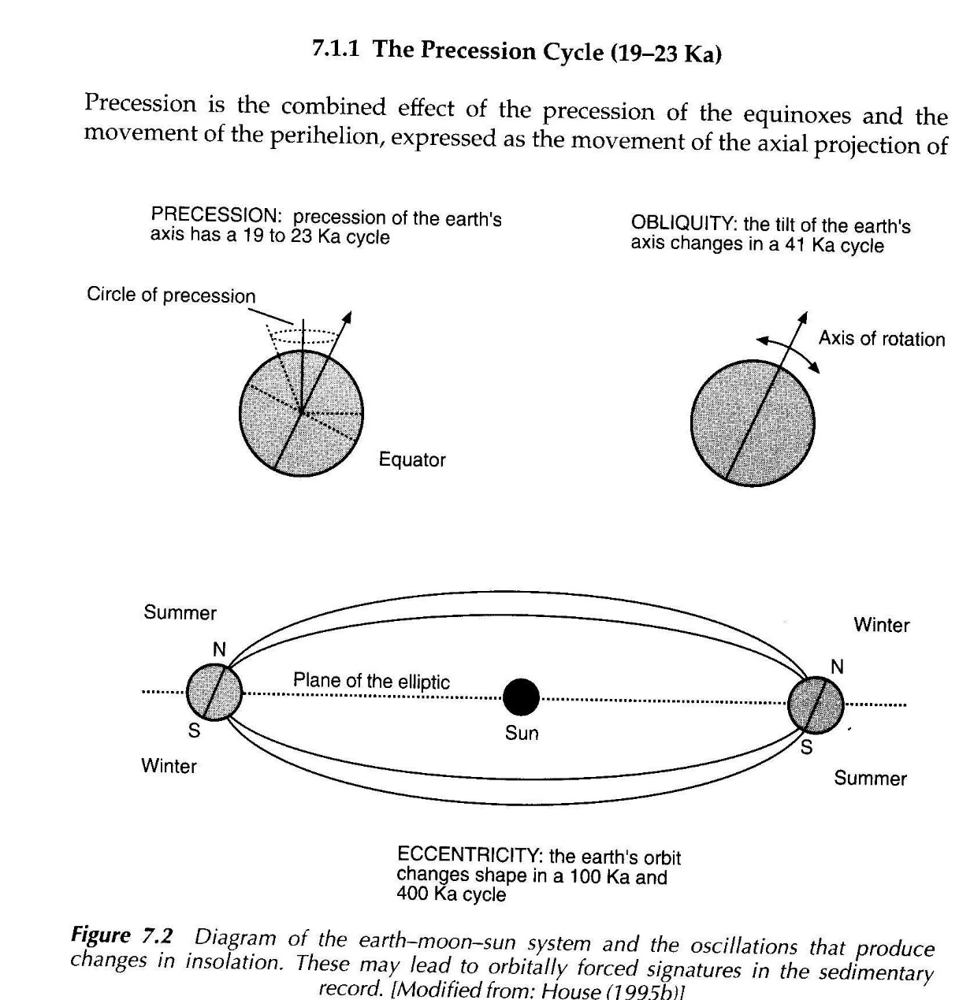 7.1.1 The Precession Cycle (19–23 Ka)
Precession is the combined effect of the precession of the equinoxes and the
movement of the perihelion, expressed as the movement of the axial projection of
PRECESSION: precession of the earth's
axis has a 19 to 23 Ka cycle
OBLIQUITY: the tilt of the earth's
axis changes in a 41 Ka cycle
Circle of precession
Axis of rotation
Equator
Summer
Winter
N
N
Plane of the elliptic
Sun
S
S
Winter
Summer
ECCENTRICITY: the earth's orbit
changes shape in a 100 Ka and
400 Ka cycle
Figure 7.2 Diagram of the earth–moon–sun system and the oscillations that produce
changes in insolation. These may lead to orbitally forced signatures in the sedimentary
record. [Modified from: House (1995b)]